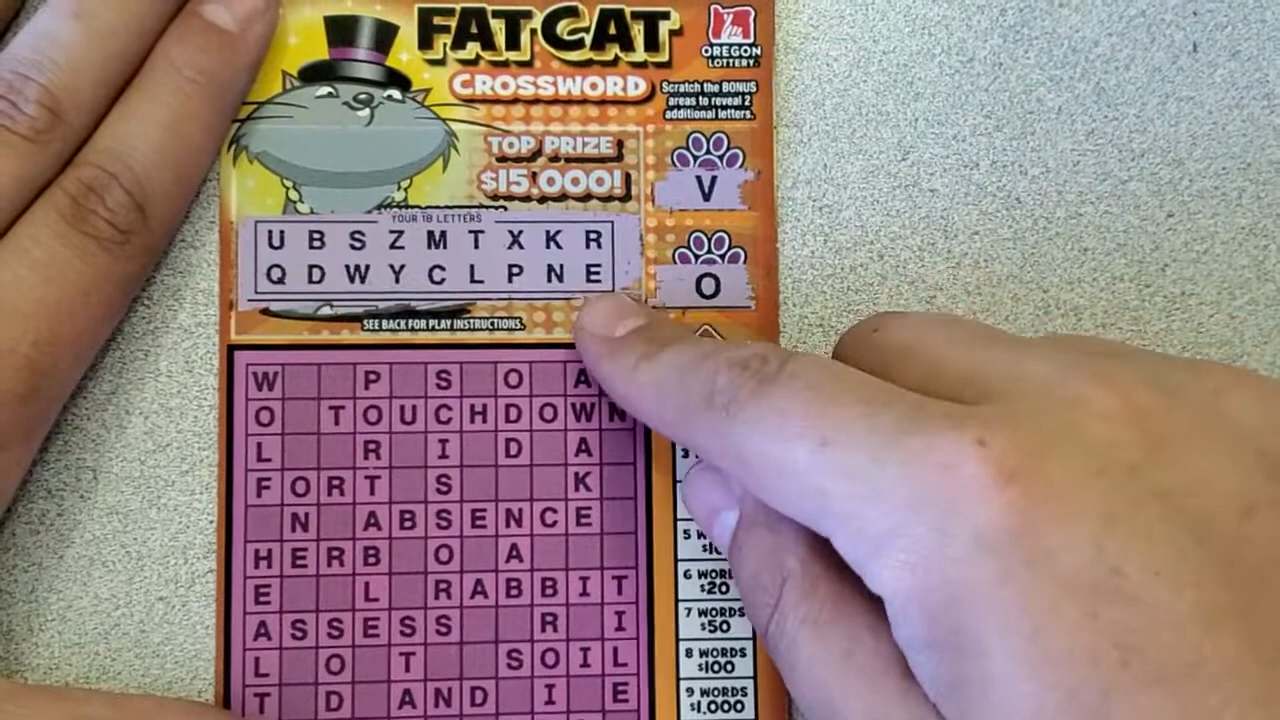 FAT CAT
CROSSWORD
OREGON
LOTTERY
Scratch the BONUS
areas to reveal 2
additional letters.
TOP PRIZE
$15,000!
V
O
YOUR 18 LETTERS
U B S Z M T X K R
Q D W Y C L P N E
SEE BACK FOR PLAY INSTRUCTIONS.
W P S O A
O TOUCHDOWN
L R I D A
FORT S K
N ABSENCE
HERB O A
E L RABBIT
ASSESS R I
L O T SOIL
T D AND I E
6 WORDS
$20
7 WORDS
$50
8 WORDS
$100
9 WORDS
$1,000